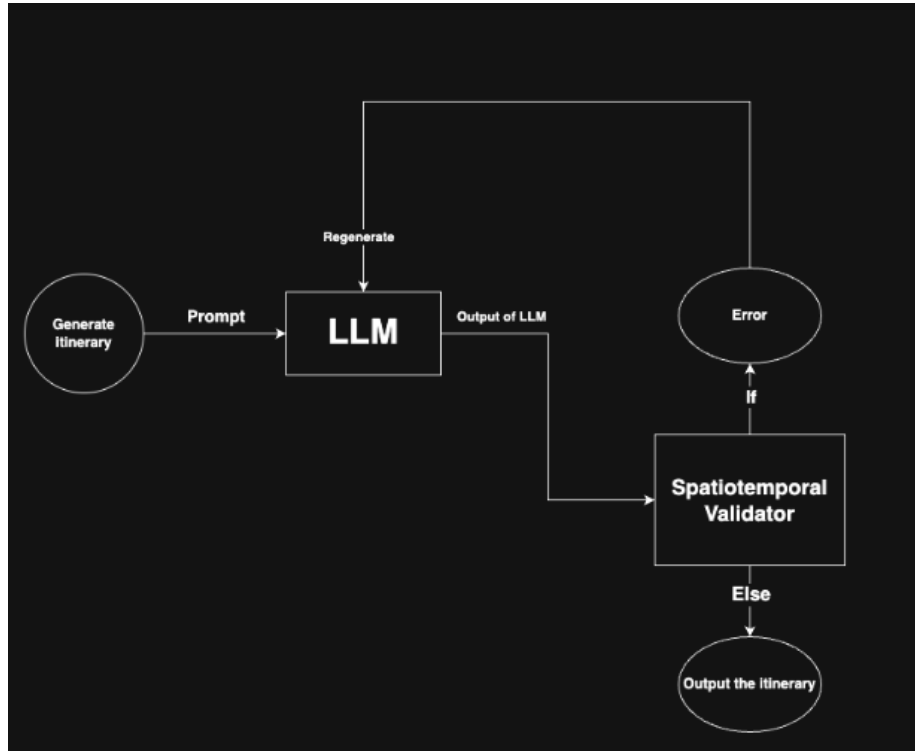 Regenerate
Generate
itinerary
Prompt
LLM
Output of LLM
Error
If
Spatiotemporal
Validator
Else
Output the itinerary